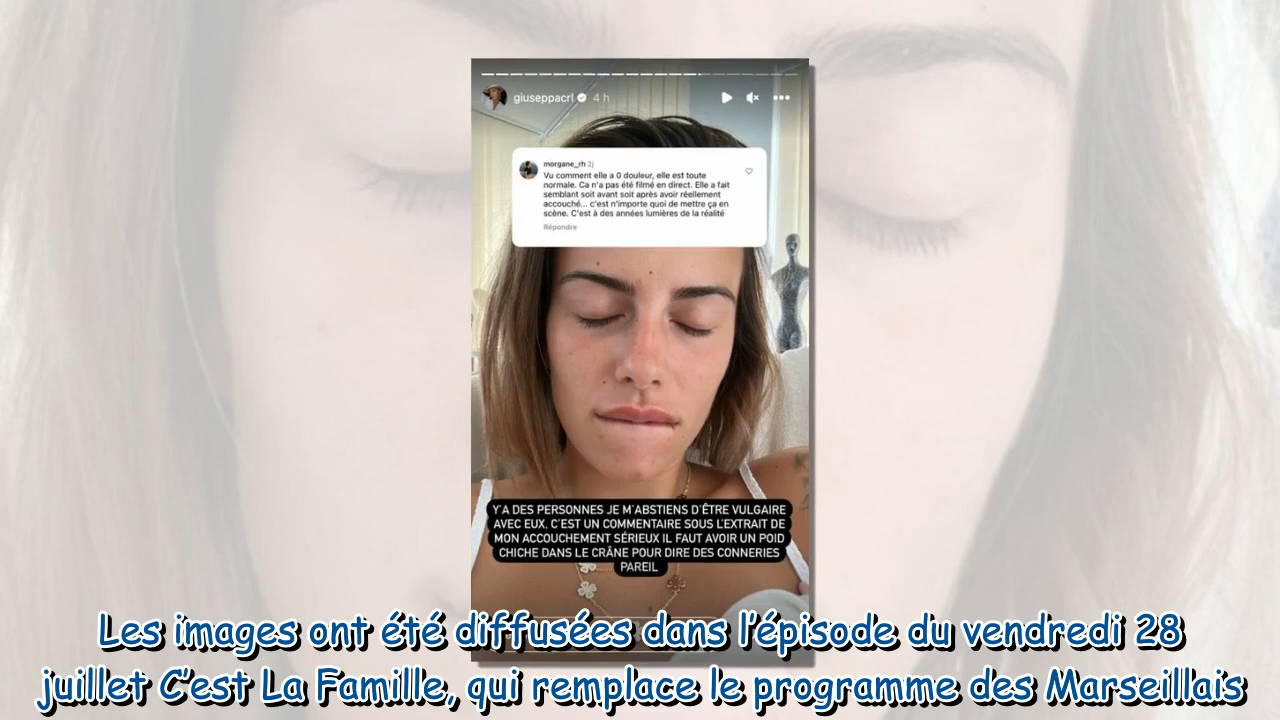 giuseppacrl 4 h
morgane_rh 2j
Vu comment elle a 0 douleur, elle est toute
normale. Ca n'a pas été filmé en direct. Elle a fait
semblant soit avant soit après avoir réellement
accouché... c'est n'importe quoi de mettre ça en
scène. C'est à des années lumières de la réalité
Répondre
Y'A DES PERSONNES JE M'ABSTIENS D'ÊTRE VULGAIRE
AVEC EUX. C'EST UN COMMENTAIRE SOUS L'EXTRAIT DE
MON ACCOUCHEMENT SÉRIEUX IL FAUT AVOIR UN POID
CHICHE DANS LE CRÂNE POUR DIRE DES CONNERIES
PAREIL
Les images ont été diffusées dans l'épisode du vendredi 28
juillet C'est La Famille, qui remplace le programme des Marseillais